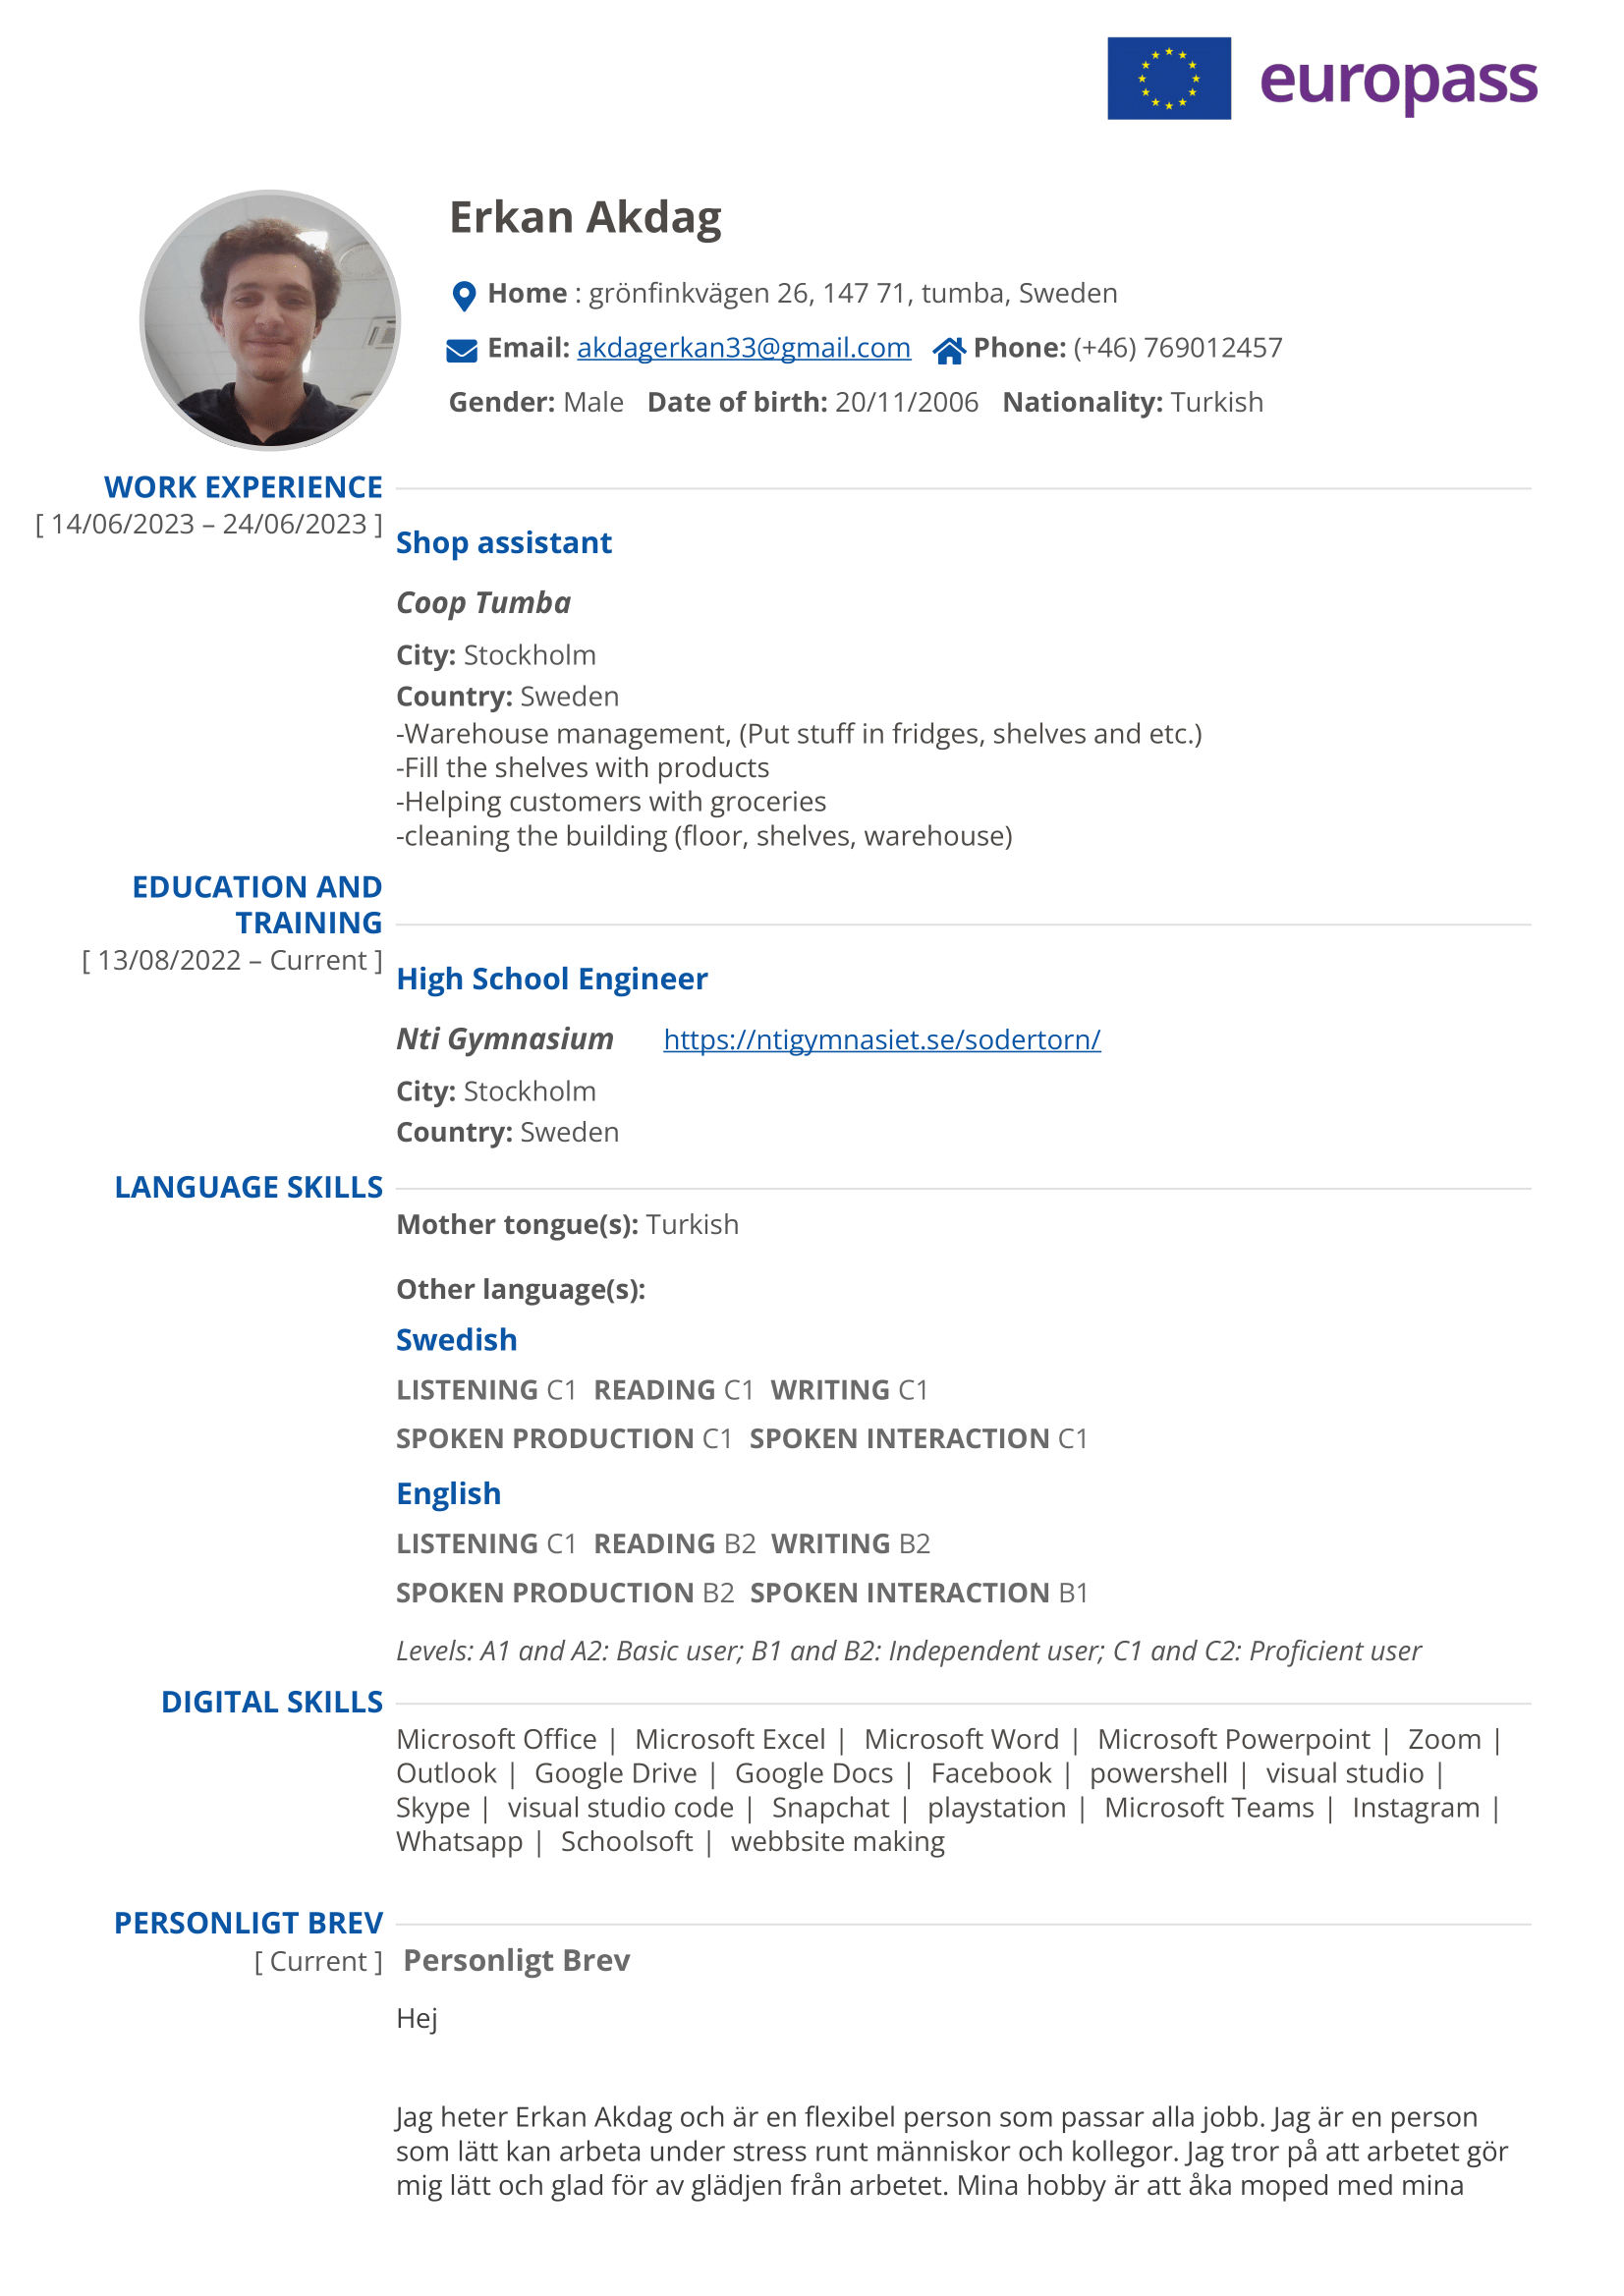 europass
Erkan Akdag
Home : grönfinkvägen 26, 147 71, tumba, Sweden
Email: akdagerkan33@gmail.com Phone: (+46) 769012457
Gender: Male Date of birth: 20/11/2006 Nationality: Turkish
WORK EXPERIENCE
[ 14/06/2023 – 24/06/2023 ]
Shop assistant
Coop Tumba
City: Stockholm
Country: Sweden
-Warehouse management, (Put stuff in fridges, shelves and etc.)
-Fill the shelves with products
-Helping customers with groceries
-cleaning the building (floor, shelves, warehouse)
EDUCATION AND
TRAINING
[ 13/08/2022 – Current ]
High School Engineer
Nti Gymnasium https://ntigymnasiet.se/sodertorn/
City: Stockholm
Country: Sweden
LANGUAGE SKILLS
Mother tongue(s): Turkish
Other language(s):
Swedish
LISTENING C1 READING C1 WRITING C1
SPOKEN PRODUCTION C1 SPOKEN INTERACTION C1
English
LISTENING C1 READING B2 WRITING B2
SPOKEN PRODUCTION B2 SPOKEN INTERACTION B1
Levels: A1 and A2: Basic user; B1 and B2: Independent user; C1 and C2: Proficient user
DIGITAL SKILLS
Microsoft Office | Microsoft Excel | Microsoft Word | Microsoft Powerpoint | Zoom |
Outlook | Google Drive | Google Docs | Facebook | powershell | visual studio |
Skype | visual studio code | Snapchat | playstation | Microsoft Teams | Instagram |
Whatsapp | Schoolsoft | webbsite making
PERSONLIGT BREV
[ Current ] Personligt Brev
Hej
Jag heter Erkan Akdag och är en flexibel person som passar alla jobb. Jag är en person
som lätt kan arbeta under stress runt människor och kollegor. Jag tror på att arbetet gör
mig lätt och glad för av glädjen från arbetet. Mina hobby är att åka moped med mina